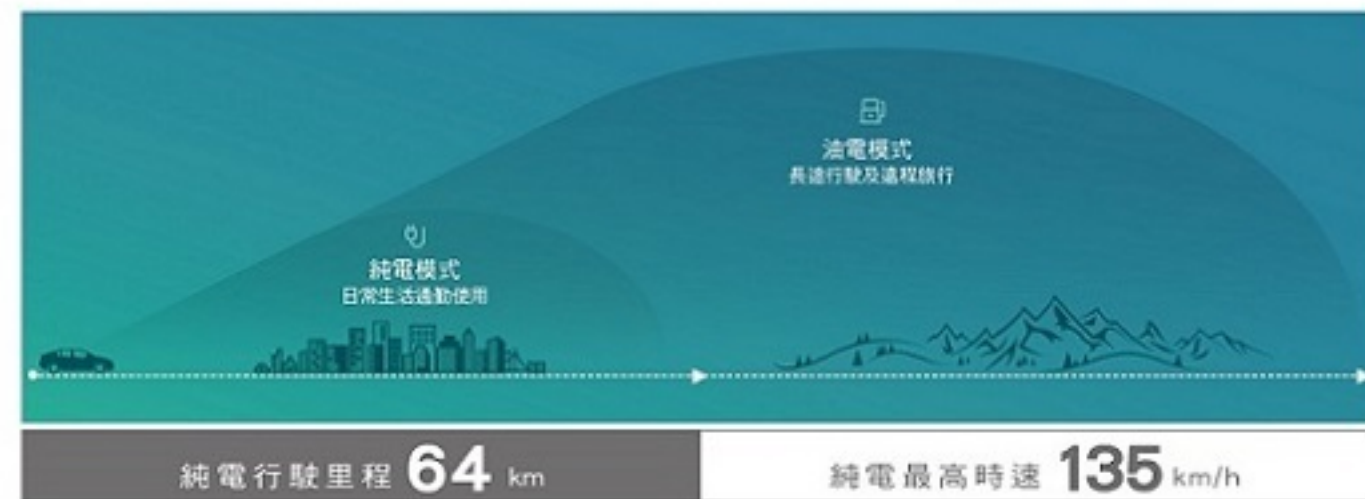 油電模式
長途行駛及遠程旅行
純電模式
日常生活通勤使用
純電行駛里程 64 km
純電最高時速 135 km/h